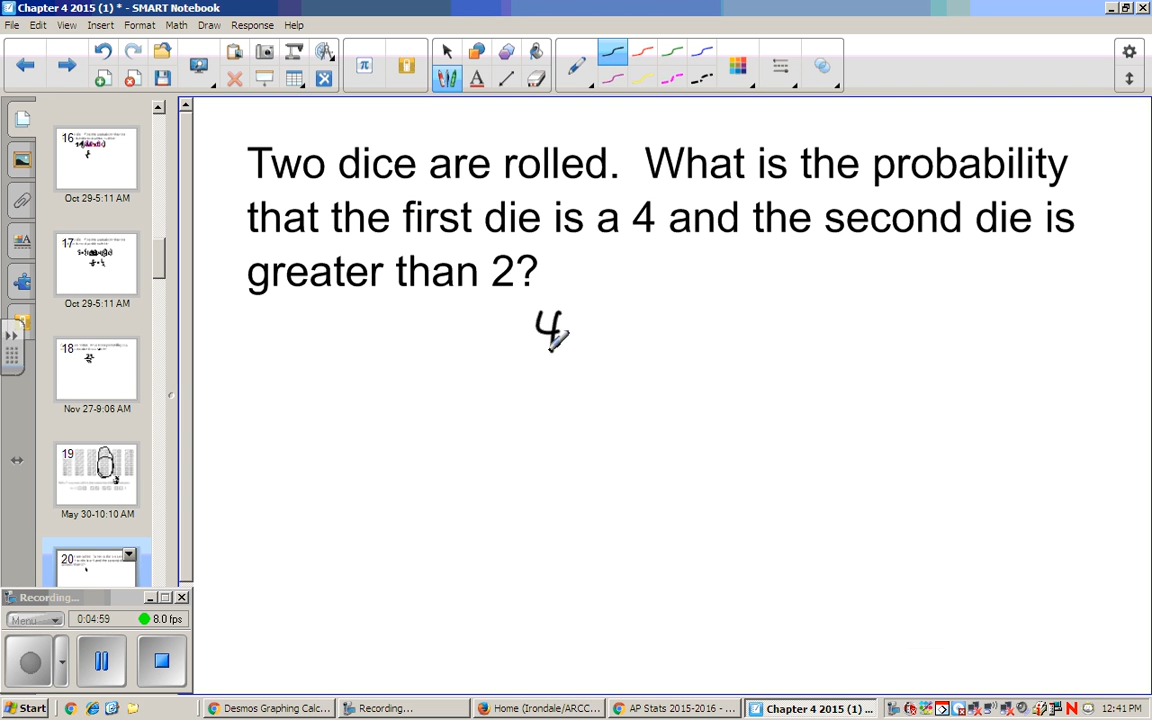 Chapter 4 2015 (1) * - SMART Notebook
File Edit View Insert Format Math Draw Response Help
Two dice are rolled. What is the probability
that the first die is a 4 and the second die is
greater than 2?
4
16
Oct 29-5:11 AM
17
Oct 29-5:11 AM
18
Nov 27-9:06 AM
19
May 30-10:10 AM
20
Recording...
Menu 0:04:59 8.0 fps
Start Desmos Graphing Calc... Recording... Home (Irondale/ARCC... AP Stats 2015-2016 - ... Chapter 4 2015 (1) ... 12:41 PM